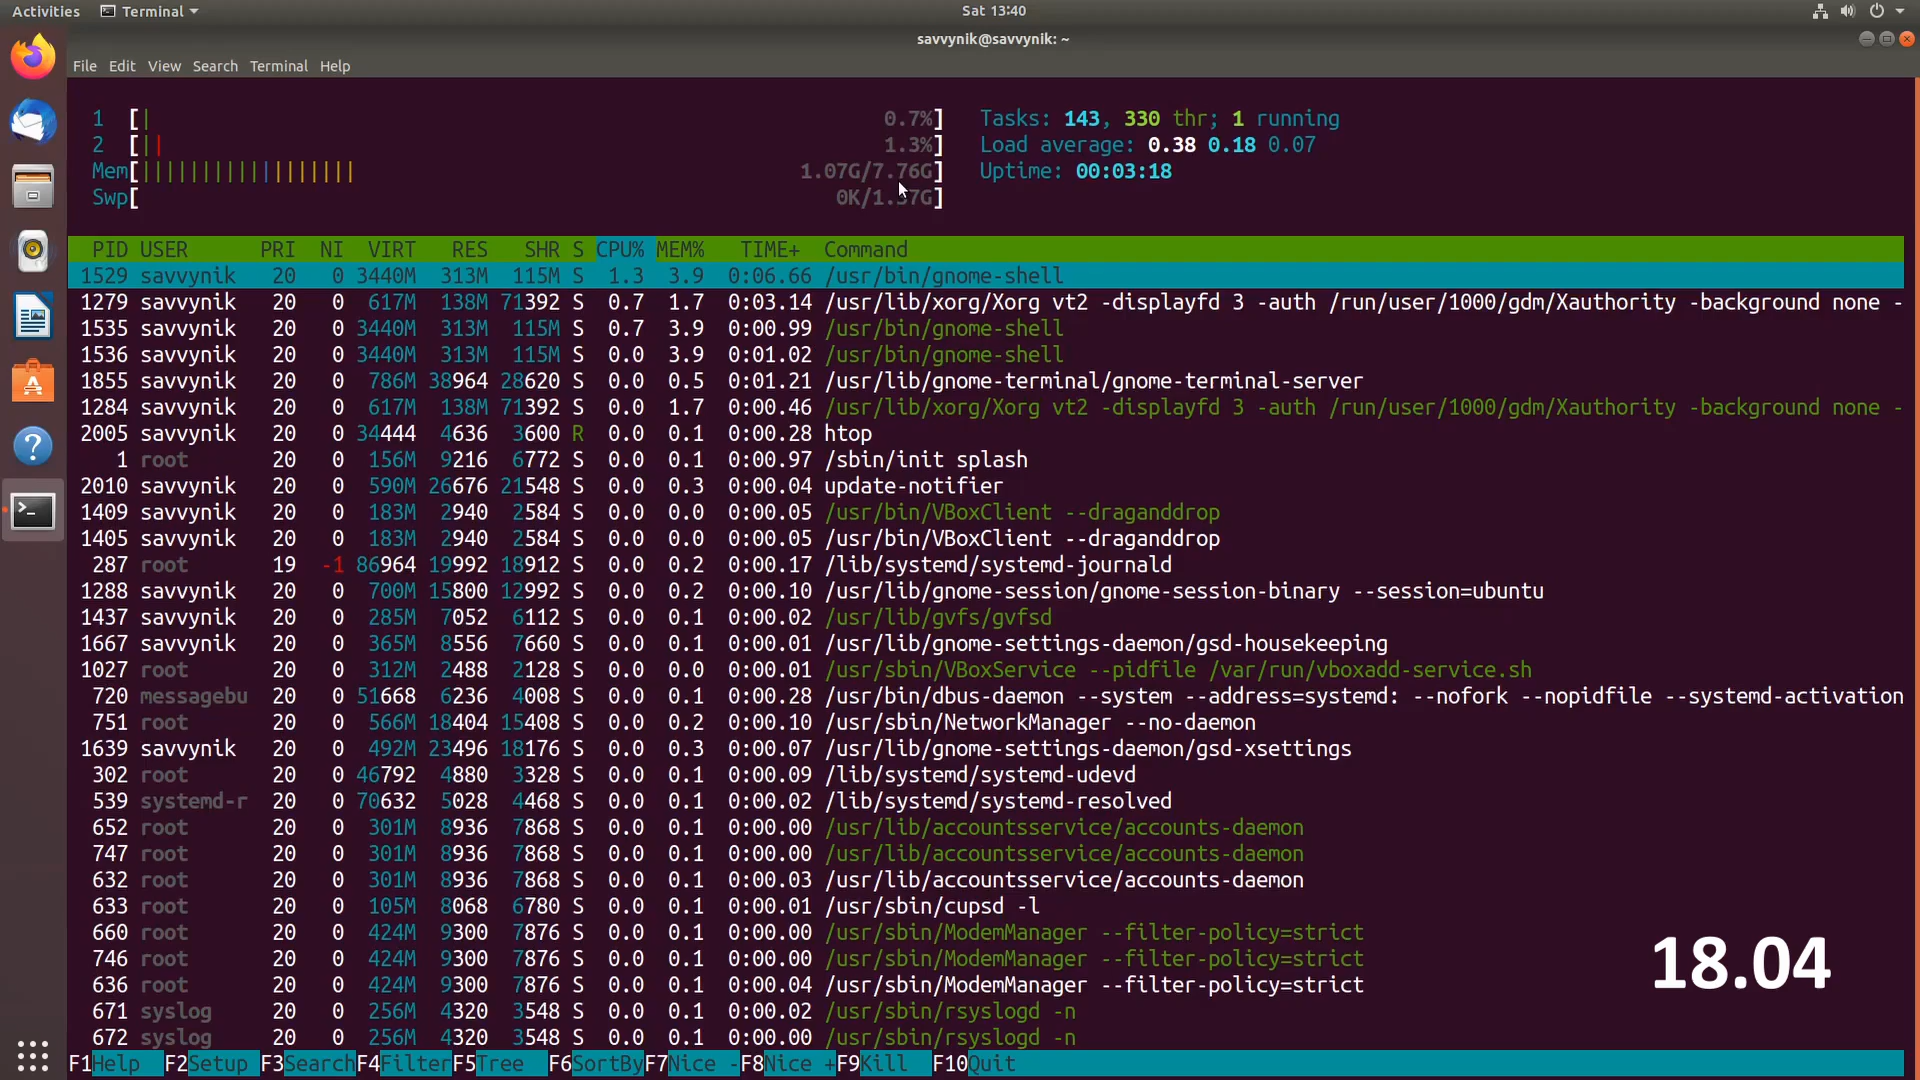 Activities Terminal Sat 13:40
savvynik@savvynik: ~
File Edit View Search Terminal Help
1 [| 0.7%] Tasks: 143, 330 thr; 1 running
2 [|| 1.3%] Load average: 0.38 0.18 0.07
Mem[|||||||||||||||||| 1.07G/7.76G] Uptime: 00:03:18
Swp[ 0K/1.37G]
PID USER PRI NI VIRT RES SHR S CPU% MEM% TIME+ Command
1529 savvynik 20 0 3440M 313M 115M S 1.3 3.9 0:06.66 /usr/bin/gnome-shell
1279 savvynik 20 0 617M 138M 71392 S 0.7 1.7 0:03.14 /usr/lib/xorg/Xorg vt2 -displayfd 3 -auth /run/user/1000/gdm/Xauthority -background none -
1535 savvynik 20 0 3440M 313M 115M S 0.7 3.9 0:00.99 /usr/bin/gnome-shell
1536 savvynik 20 0 3440M 313M 115M S 0.0 3.9 0:01.02 /usr/bin/gnome-shell
1855 savvynik 20 0 786M 38964 28620 S 0.0 0.5 0:01.21 /usr/lib/gnome-terminal/gnome-terminal-server
1284 savvynik 20 0 617M 138M 71392 S 0.0 1.7 0:00.46 /usr/lib/xorg/Xorg vt2 -displayfd 3 -auth /run/user/1000/gdm/Xauthority -background none -
2005 savvynik 20 0 34444 4636 3600 R 0.0 0.1 0:00.28 htop
1 root 20 0 156M 9216 6772 S 0.0 0.1 0:00.97 /sbin/init splash
2010 savvynik 20 0 590M 26676 21548 S 0.0 0.3 0:00.04 update-notifier
1409 savvynik 20 0 183M 2940 2584 S 0.0 0.0 0:00.05 /usr/bin/VBoxClient --draganddrop
1405 savvynik 20 0 183M 2940 2584 S 0.0 0.0 0:00.05 /usr/bin/VBoxClient --draganddrop
287 root 19 -1 86964 19992 18912 S 0.0 0.2 0:00.17 /lib/systemd/systemd-journald
1288 savvynik 20 0 700M 15800 12992 S 0.0 0.2 0:00.10 /usr/lib/gnome-session/gnome-session-binary --session=ubuntu
1437 savvynik 20 0 285M 7052 6112 S 0.0 0.1 0:00.02 /usr/lib/gvfs/gvfsd
1667 savvynik 20 0 365M 8556 7660 S 0.0 0.1 0:00.02 /usr/lib/gnome-settings-daemon/gsd-housekeeping
1027 root 20 0 312M 2488 2128 S 0.0 0.0 0:00.01 /usr/sbin/VBoxService --pidfile /var/run/vboxadd-service.sh
720 messagebu 20 0 51668 6236 4008 S 0.0 0.1 0:00.28 /usr/bin/dbus-daemon --system --address=systemd: --nofork --nopidfile --systemd-activation
751 root 20 0 566M 18404 15408 S 0.0 0.2 0:00.10 /usr/sbin/NetworkManager --no-daemon
1639 savvynik 20 0 492M 23496 18176 S 0.0 0.3 0:00.07 /usr/lib/gnome-settings-daemon/gsd-xsettings
302 root 20 0 46792 4880 3328 S 0.0 0.1 0:00.09 /lib/systemd/systemd-udevd
539 systemd-r 20 0 70632 5028 4468 S 0.0 0.1 0:00.02 /lib/systemd/systemd-resolved
652 root 20 0 301M 8936 7868 S 0.0 0.1 0:00.00 /usr/lib/accountsservice/accounts-daemon
747 root 20 0 301M 8936 7868 S 0.0 0.1 0:00.00 /usr/lib/accountsservice/accounts-daemon
632 root 20 0 301M 8936 7868 S 0.0 0.1 0:00.03 /usr/lib/accountsservice/accounts-daemon
633 root 20 0 105M 8068 6780 S 0.0 0.1 0:00.01 /usr/sbin/cupsd -l
660 root 20 0 424M 9300 7876 S 0.0 0.1 0:00.00 /usr/sbin/ModemManager --filter-policy=strict
746 root 20 0 424M 9300 7876 S 0.0 0.1 0:00.00 /usr/sbin/ModemManager --filter-policy=strict
636 root 20 0 424M 9300 7876 S 0.0 0.1 0:00.04 /usr/sbin/ModemManager --filter-policy=strict
671 syslog 20 0 256M 4320 3548 S 0.0 0.1 0:00.02 /usr/sbin/rsyslogd -n
672 syslog 20 0 256M 4320 3548 S 0.0 0.1 0:00.00 /usr/sbin/rsyslogd -n
18.04
F1Help F2Setup F3SearchF4FilterF5Tree F6SortByF7Nice -F8Nice +F9Kill F10Quit